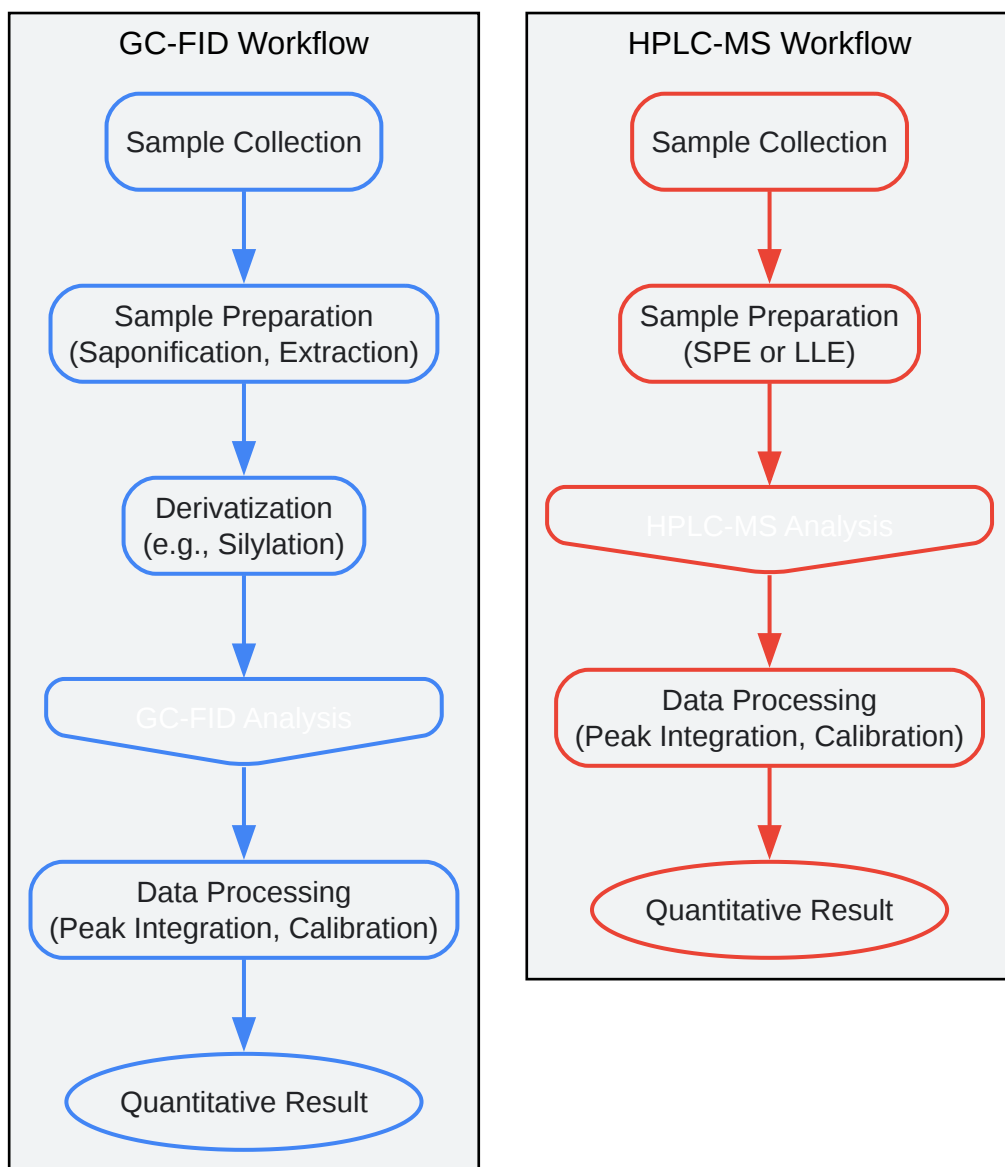 GC-FID Workflow
Sample Collection
Sample Preparation
(Saponification, Extraction)
Derivatization
(e.g., Silylation)
GC-FID Analysis
Data Processing
(Peak Integration, Calibration)
Quantitative Result
HPLC-MS Workflow
Sample Collection
Sample Preparation
(SPE or LLE)
HPLC-MS Analysis
Data Processing
(Peak Integration, Calibration)
Quantitative Result